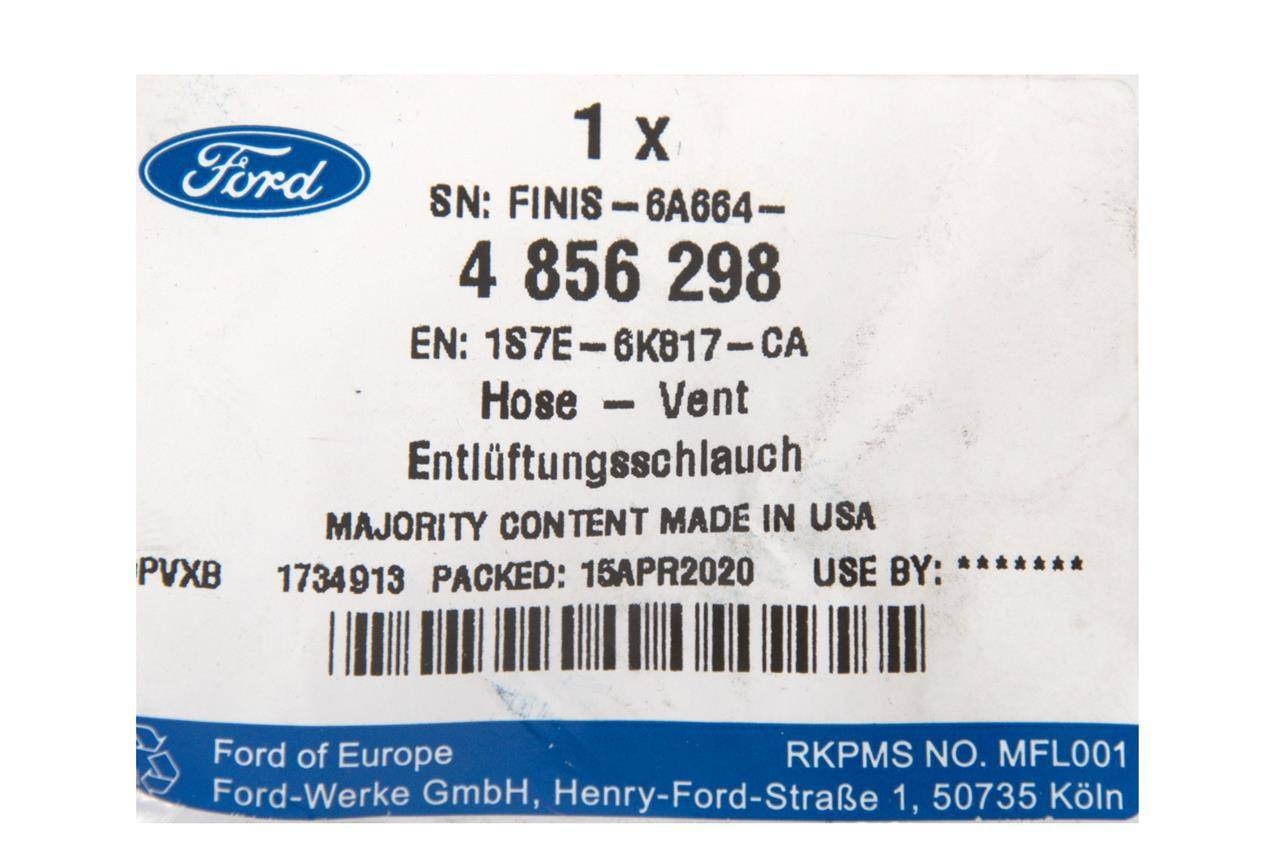 1 x
Ford
SN: FINIS-6A664-
4 856 298
EN: 1S7E-6K817-CA
Hose - Vent
Entlüftungsschlauch
MAJORITY CONTENT MADE IN USA
PVXB 1734913 PACKED: 15APR2020 USE BY: *******
Ford of Europe RKPMS NO. MFL001
Ford-Werke GmbH, Henry-Ford-Straße 1, 50735 Köln